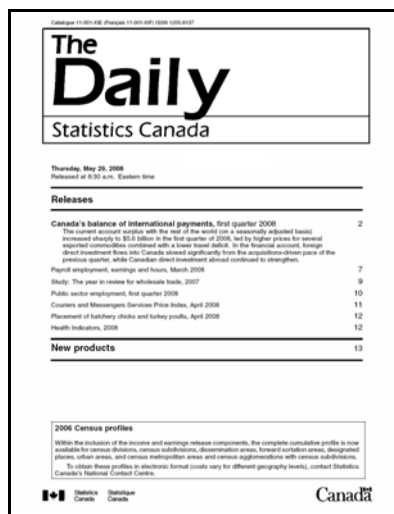 Catalogue 11-001-XIE (Français 11-001-XIF) ISSN 1205-9137
The
Daily
Statistics Canada
Thursday, May 29, 2008
Released at 8:30 a.m. Eastern time
Releases
Canada's balance of international payments, first quarter 2008 2
The current account surplus with the rest of the world (on a seasonally adjusted basis)
increased sharply to $5.6 billion in the first quarter of 2008, led by higher prices for several
exported commodities combined with a lower travel deficit. In the financial account, foreign
direct investment flows into Canada slowed significantly from the acquisitions-driven pace of the
previous quarter, while Canadian direct investment abroad continued to strengthen.
Payroll employment, earnings and hours, March 2008 7
Study: The year in review for wholesale trade, 2007 9
Public sector employment, first quarter 2008 10
Couriers and Messengers Services Price Index, April 2008 11
Placement of hatchery chicks and turkey poults, April 2008 12
Health Indicators, 2008 12
New products 13
2006 Census profiles
Within the inclusion of the income and earnings release components, the complete cumulative profile is now
available for census divisions, census subdivisions, dissemination areas, forward sortation areas, designated
places, urban areas, and census metropolitan areas and census agglomerations with census subdivisions.
To obtain these profiles in electronic format (costs vary for different geography levels), contact Statistics
Canada's National Contact Centre.
Statistics Statistique
Canada Canada
Canada